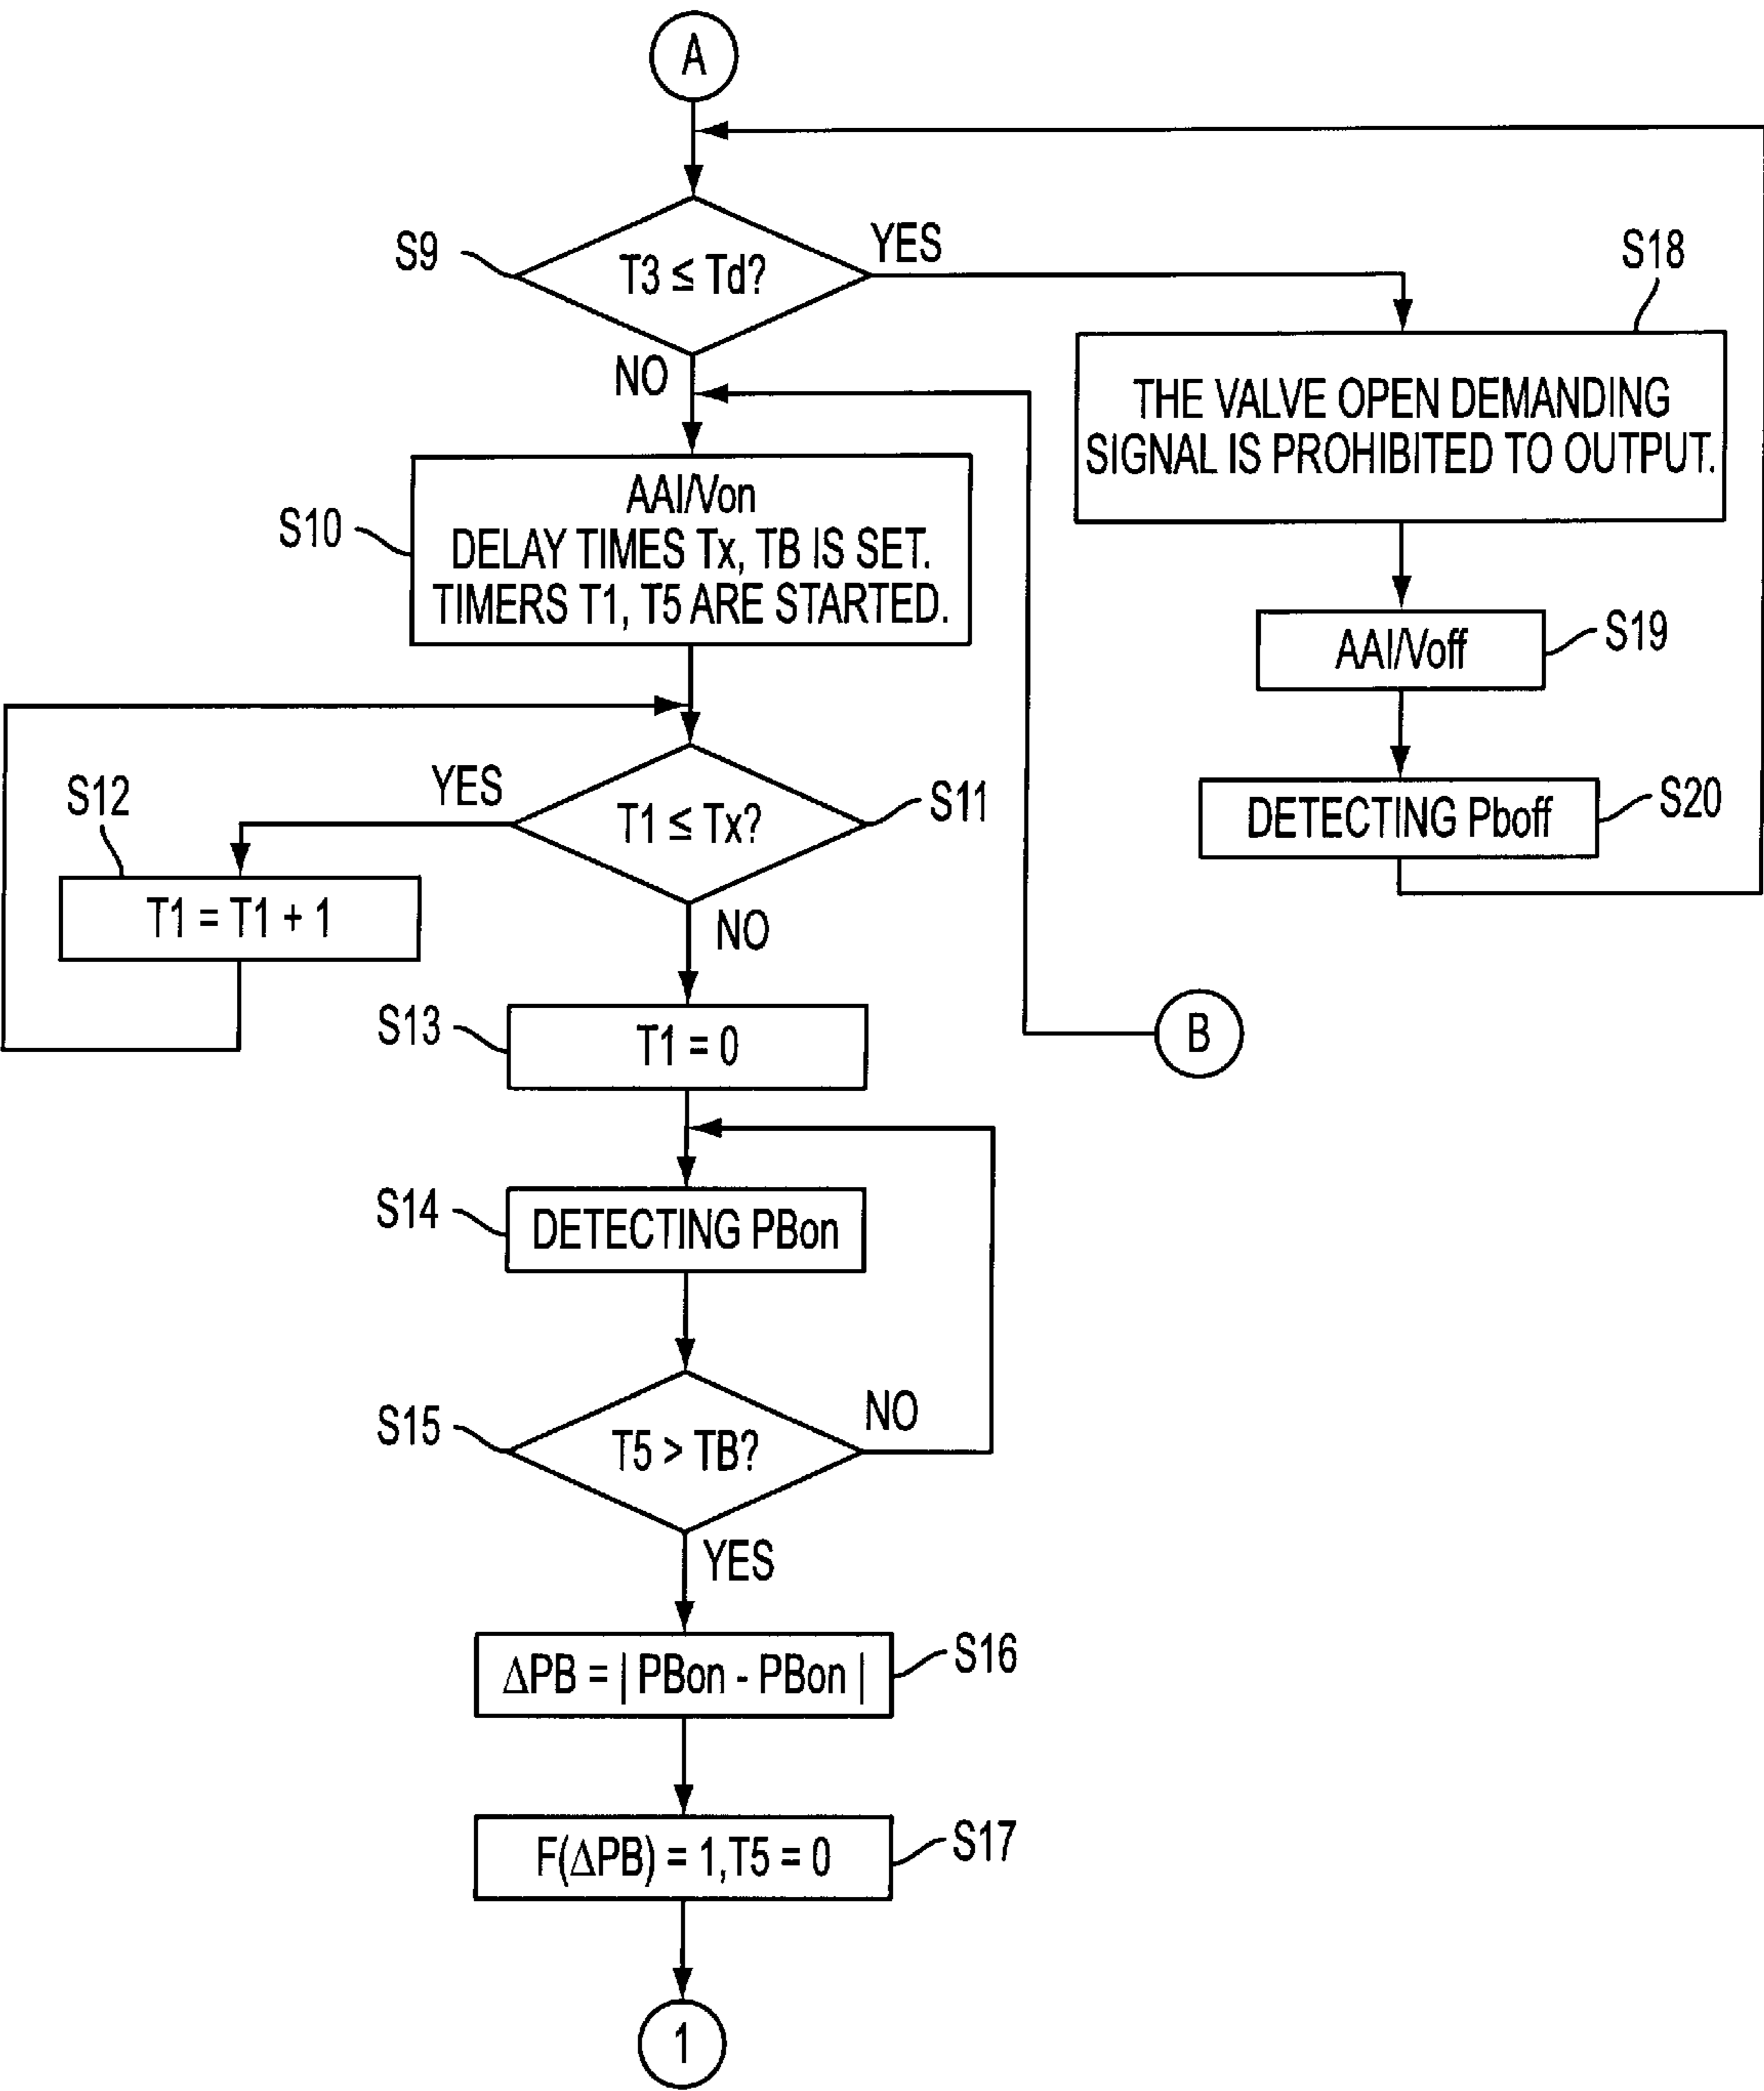 A
S9
T3 ≤ Td?
YES
NO
S18
THE VALVE OPEN DEMANDING
SIGNAL IS PROHIBITED TO OUTPUT.
S10
AAI/Von
DELAY TIMES Tx, TB IS SET.
TIMERS T1, T5 ARE STARTED.
AAI/Voff
S19
S12
YES
T1 ≤ Tx?
S11
DETECTING Pboff
S20
T1 = T1 + 1
NO
S13
T1 = 0
B
S14
DETECTING PBon
S15
T5 > TB?
NO
YES
ΔPB = | PBon - PBon |
S16
F(ΔPB) = 1,T5 = 0
S17
1